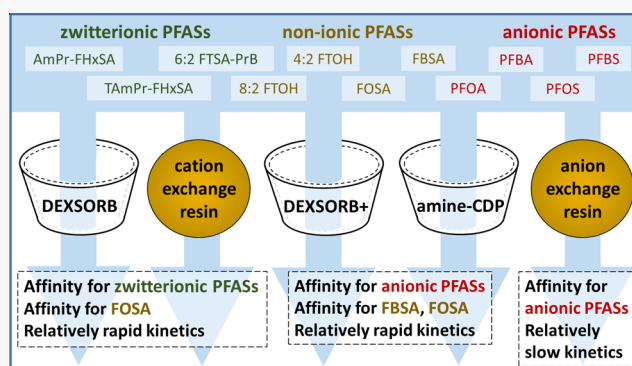 zwitterionic PFASs non-ionic PFASs anionic PFASs
AmPr-FHxSA 6:2 FTSA-PrB 4:2 FTOH FBSA PFBA PFBS
TAmPr-FHxSA 8:2 FTOH FOSA PFOA PFOS
DEXSORB
cation
exchange
resin
DEXSORB+
amine-CDP
anion
exchange
resin
Affinity for zwitterionic PFASs
Affinity for FOSA
Relatively rapid kinetics
Affinity for anionic PFASs
Affinity for FBSA, FOSA
Relatively rapid kinetics
Affinity for
anionic PFASs
Relatively
slow kinetics